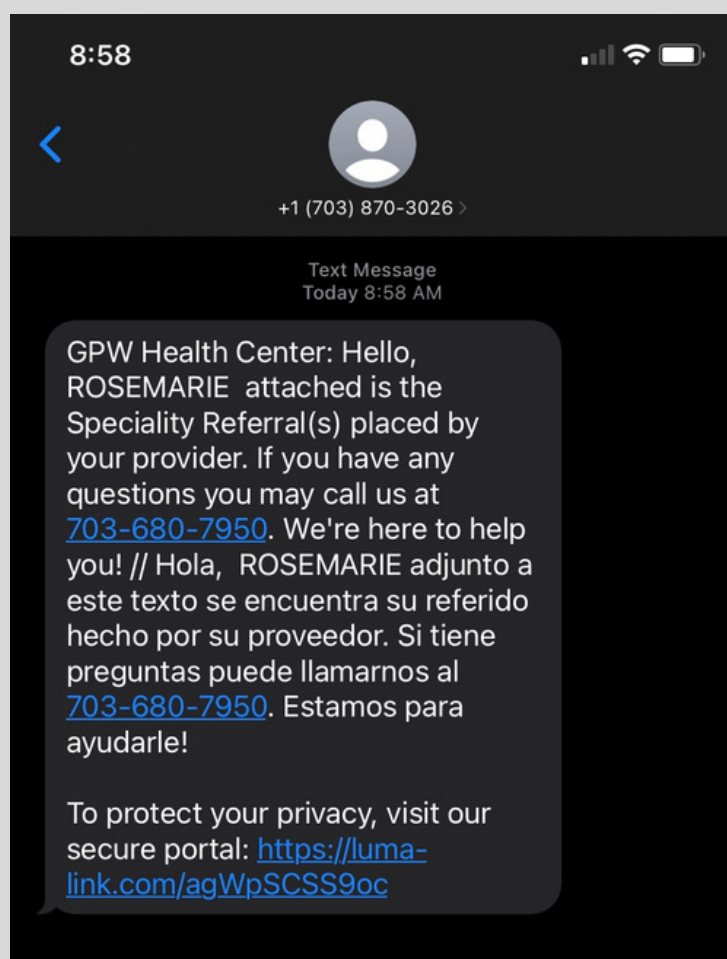 8:58
+1 (703) 870-3026 >
Text Message
Today 8:58 AM
GPW Health Center: Hello,
ROSEMARIE  attached is the
Speciality Referral(s) placed by
your provider. If you have any
questions you may call us at
703-680-7950. We're here to help
you! // Hola,  ROSEMARIE adjunto a
este texto se encuentra su referido
hecho por su proveedor. Si tiene
preguntas puede llamarnos al
703-680-7950. Estamos para
ayudarle!
To protect your privacy, visit our
secure portal: https://luma-
link.com/agWpSCSS9oc